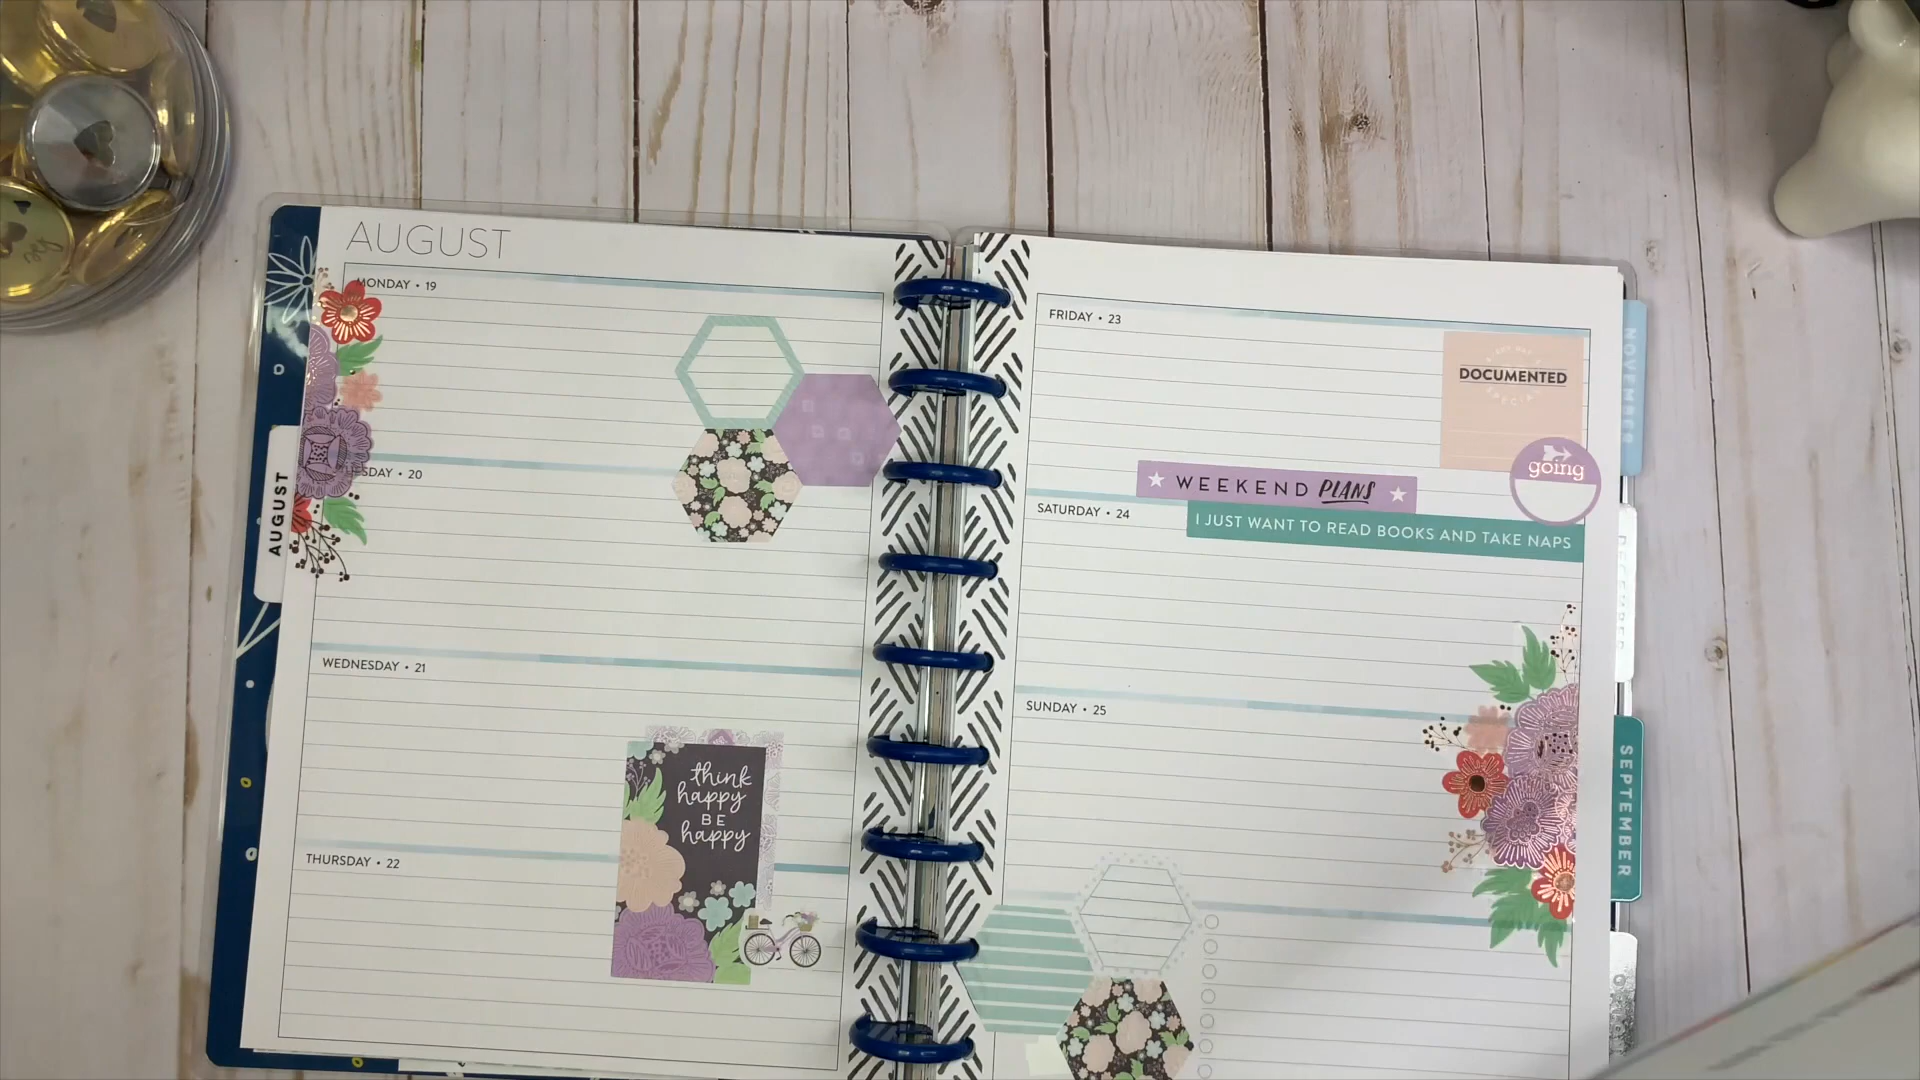 AUGUST
MONDAY • 19
AUGUST
TUESDAY • 20
WEDNESDAY • 21
think
happy
BE
happy
THURSDAY • 22
FRIDAY • 23
DOCUMENTED
going
WEEKEND PLANS
SATURDAY • 24
I JUST WANT TO READ BOOKS AND TAKE NAPS
SUNDAY • 25
NOVEMBER
DECEMBER
SEPTEMBER